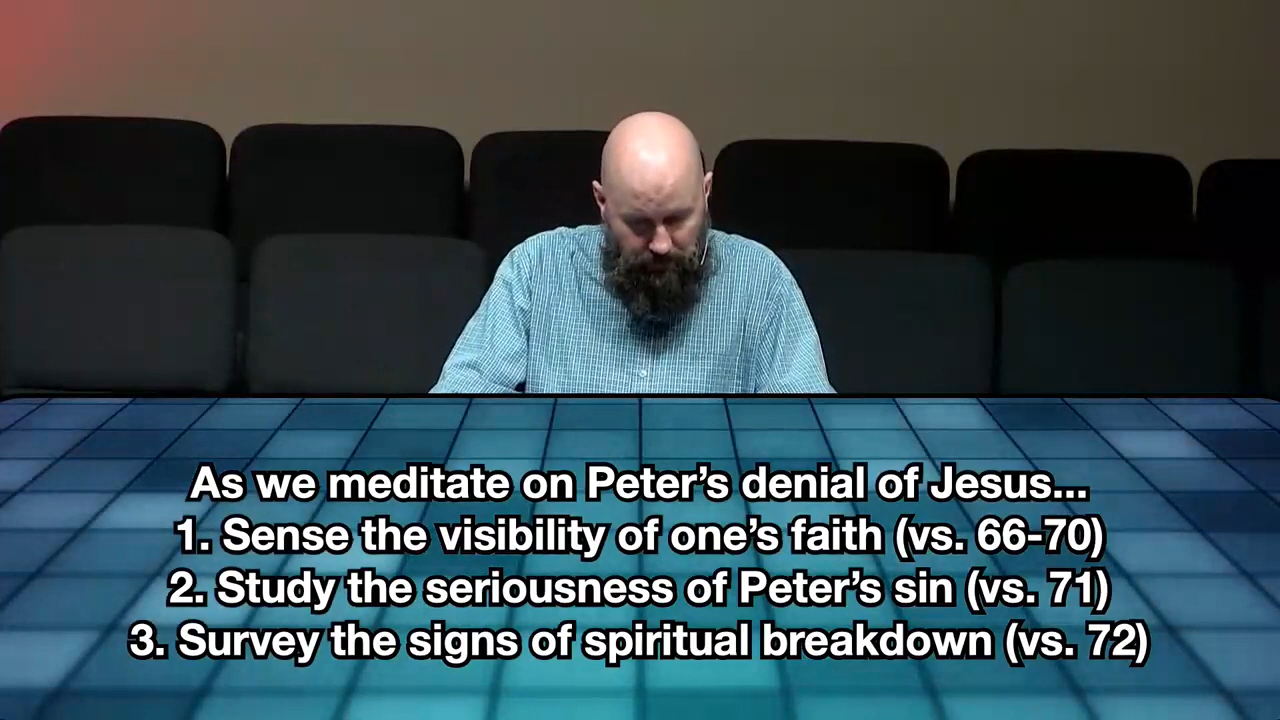 As we meditate on Peter’s denial of Jesus...
1. Sense the visibility of one’s faith (vs. 66-70)
2. Study the seriousness of Peter’s sin (vs. 71)
3. Survey the signs of spiritual breakdown (vs. 72)